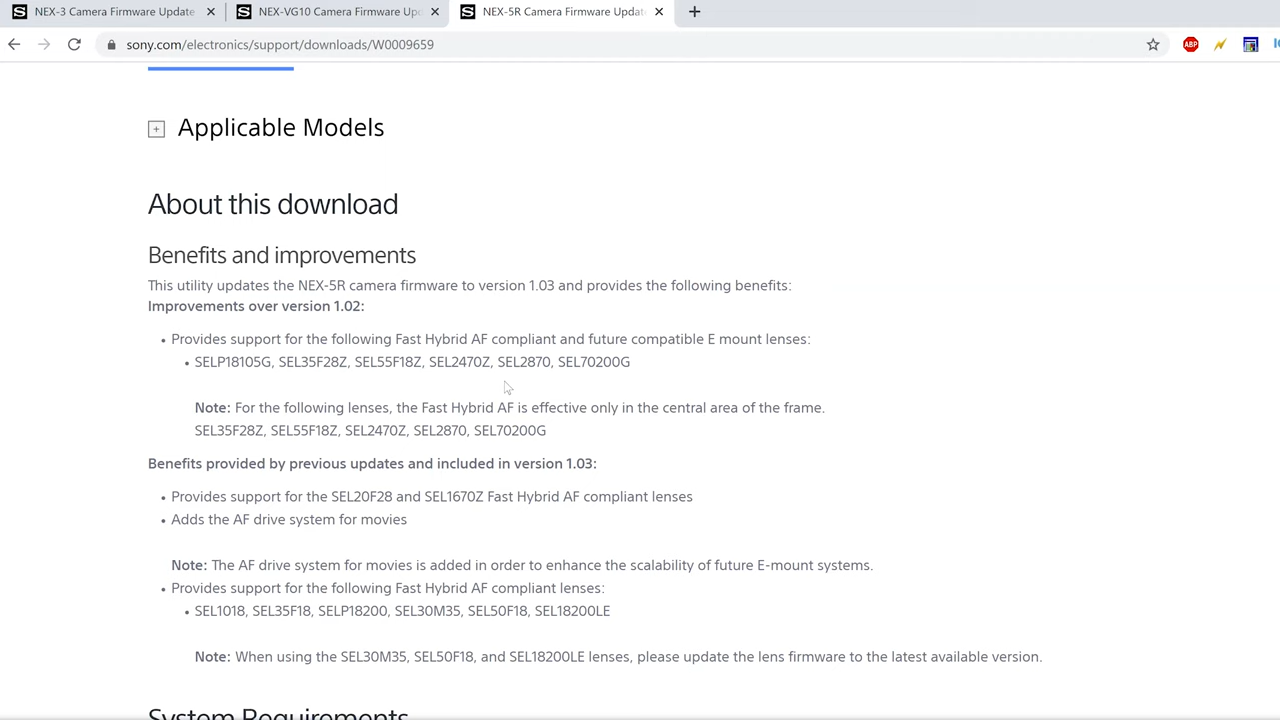 NEX-3 Camera Firmware Update
NEX-VG10 Camera Firmware Up
NEX-5R Camera Firmware Updat
sony.com/electronics/support/downloads/W0009659
ABP
Applicable Models
About this download
Benefits and improvements
This utility updates the NEX-5R camera firmware to version 1.03 and provides the following benefits:
Improvements over version 1.02:
• Provides support for the following Fast Hybrid AF compliant and future compatible E mount lenses:
• SELP18105G, SEL35F28Z, SEL55F18Z, SEL2470Z, SEL2870, SEL70200G
Note: For the following lenses, the Fast Hybrid AF is effective only in the central area of the frame.
SEL35F28Z, SEL55F18Z, SEL2470Z, SEL2870, SEL70200G
Benefits provided by previous updates and included in version 1.03:
• Provides support for the SEL20F28 and SEL1670Z Fast Hybrid AF compliant lenses
• Adds the AF drive system for movies
Note: The AF drive system for movies is added in order to enhance the scalability of future E-mount systems.
• Provides support for the following Fast Hybrid AF compliant lenses:
• SEL1018, SEL35F18, SELP18200, SEL30M35, SEL50F18, SEL18200LE
Note: When using the SEL30M35, SEL50F18, and SEL18200LE lenses, please update the lens firmware to the latest available version.
System Requirements